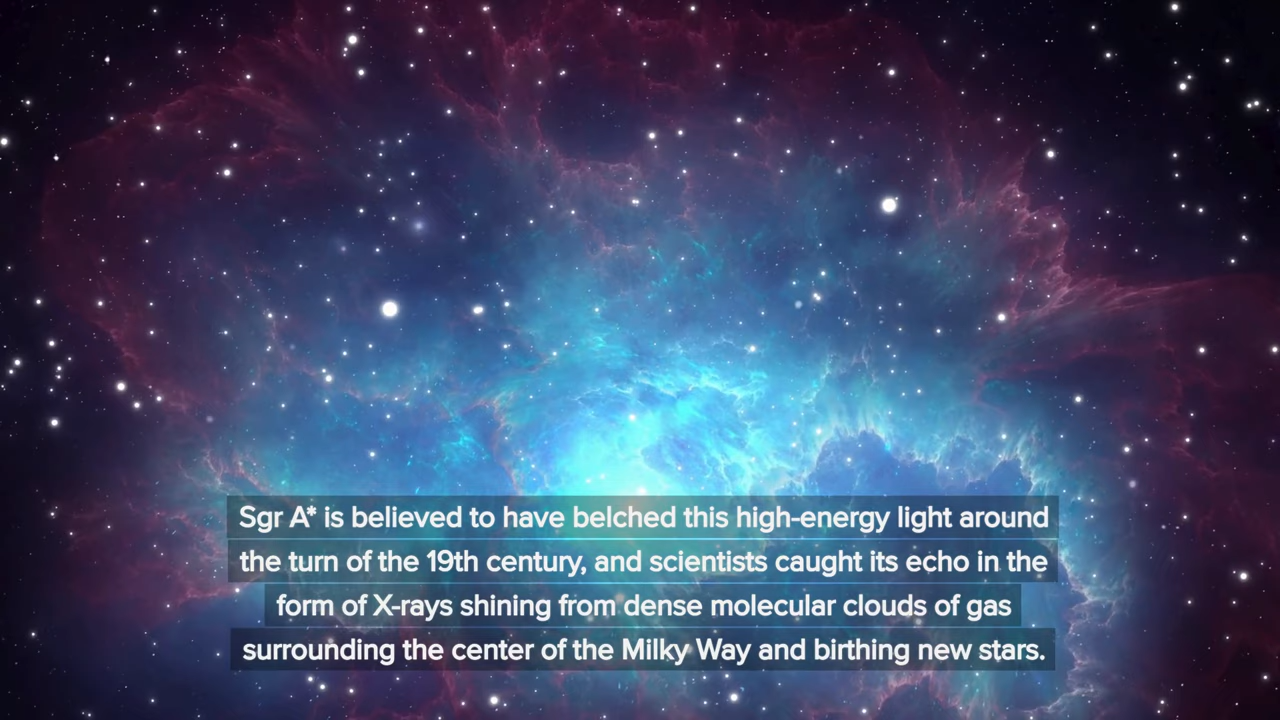 Sgr A* is believed to have belched this high-energy light around
the turn of the 19th century, and scientists caught its echo in the
form of X-rays shining from dense molecular clouds of gas
surrounding the center of the Milky Way and birthing new stars.